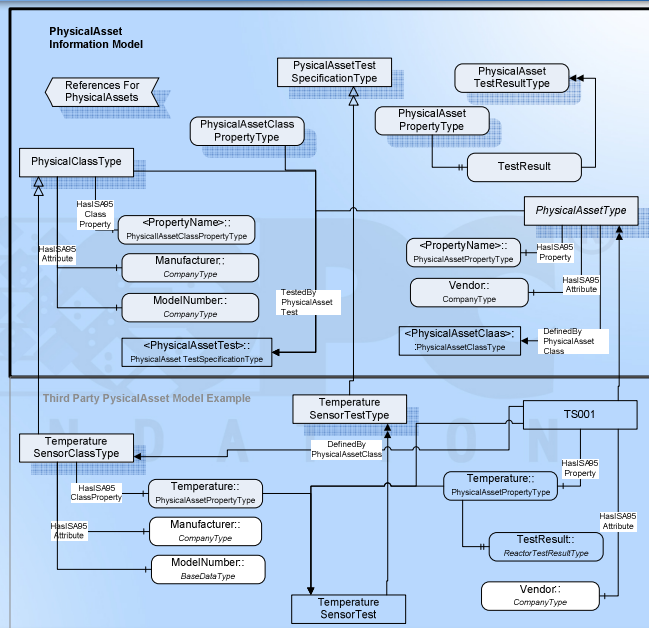 PhysicalAsset
Information Model
References For
PhysicalAssets
PysicalAssetTest
SpecificationType
PhysicalAsset
TestResultType
PhysicalAssetClass
PropertyType
PhysicalAsset
PropertyType
TestResult
PhysicalClassType
HasISA95
Class
Property
PhysicalAssetType
<PropertyName>::
PhysicallAssetClassPropertyType
HasISA95
Attribute
<PropertyName>::
PhysicalAssetPropertyType
HasISA95
Property
Manufacturer::
CompanyType
Vendor::
CompanyType
HasISA95
Attribute
ModelNumber::
CompanyType
TestedBy
PhysicalAsset
Test
<PhysicalAssetTest>::
PhysicalAsset TestSpecificationType
<PhysicalAssetClaas>:
:PhysicalAssetClassType
DefinedBy
PhysicalAsset
Class
Third Party PysicalAsset Model Example
Temperature
SensorTestType
TS001
Temperature
SensorClassType
DefinedBy
PhysicalAssetClass
HasISA95
ClassProperty
Temperature::
PhysicalAssetPropertyType
Temperature::
PhysicalAssetPropertyType
HasISA95
Property
HasISA95
Attribute
Manufacturer::
CompanyType
HasISA95
Attribute
TestResult::
ReactorTestResultType
ModelNumber::
BaseDataType
Vendor::
CompanyType
Temperature
SensorTest